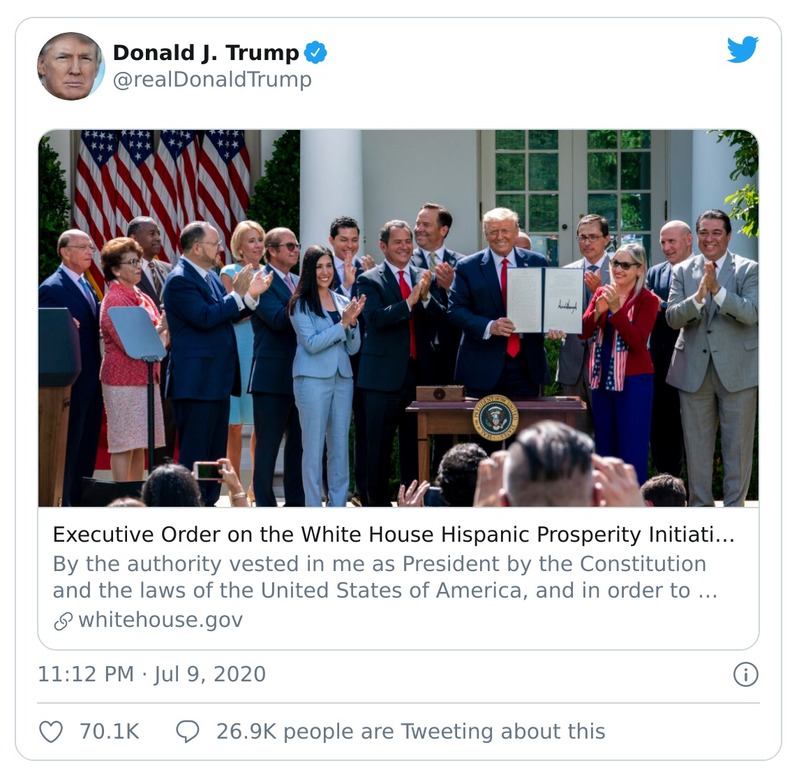 Donald J. Trump
@realDonaldTrump
Executive Order on the White House Hispanic Prosperity Initiati...
By the authority vested in me as President by the Constitution
and the laws of the United States of America, and in order to ...
whitehouse.gov
11:12 PM · Jul 9, 2020
70.1K 26.9K people are Tweeting about this